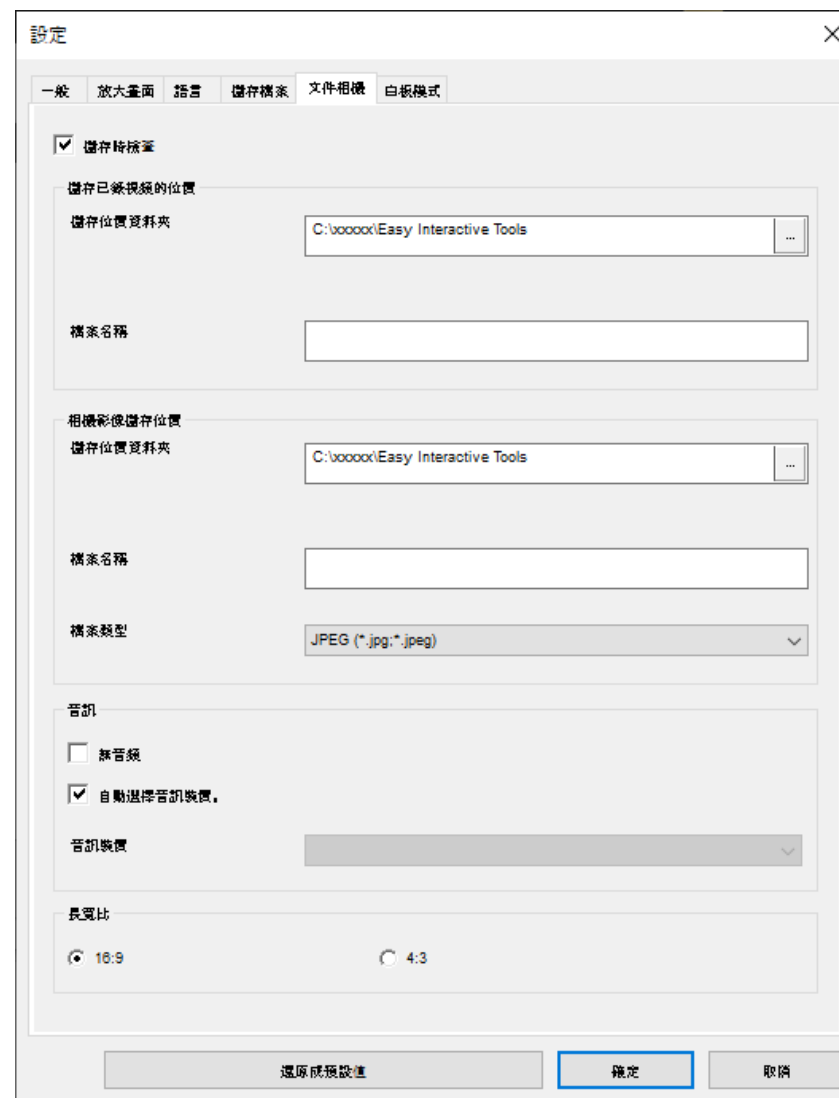 設定
一般 放大畫面 語言 儲存檔案 文件相機 白板模式
儲存時檢查
儲存已錄視頻的位置
儲存位置資料夾 C:\xxxxx\Easy Interactive Tools ...
檔案名稱
相機影像儲存位置
儲存位置資料夾 C:\xxxxx\Easy Interactive Tools ...
檔案名稱
檔案類型 JPEG (*.jpg;*.jpeg)
音訊
無音頻
自動選擇音訊裝置。
音訊裝置
長寬比
16:9 4:3
還原成預設值 確定 取消